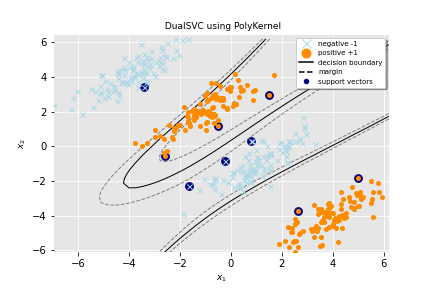 DualSVC using PolyKernel
negative -1
positive +1
decision boundary
margin
support vectors
6
4
2
0
−2
−4
−6
x₂
−6 −4 −2 0 2 4 6
x₁